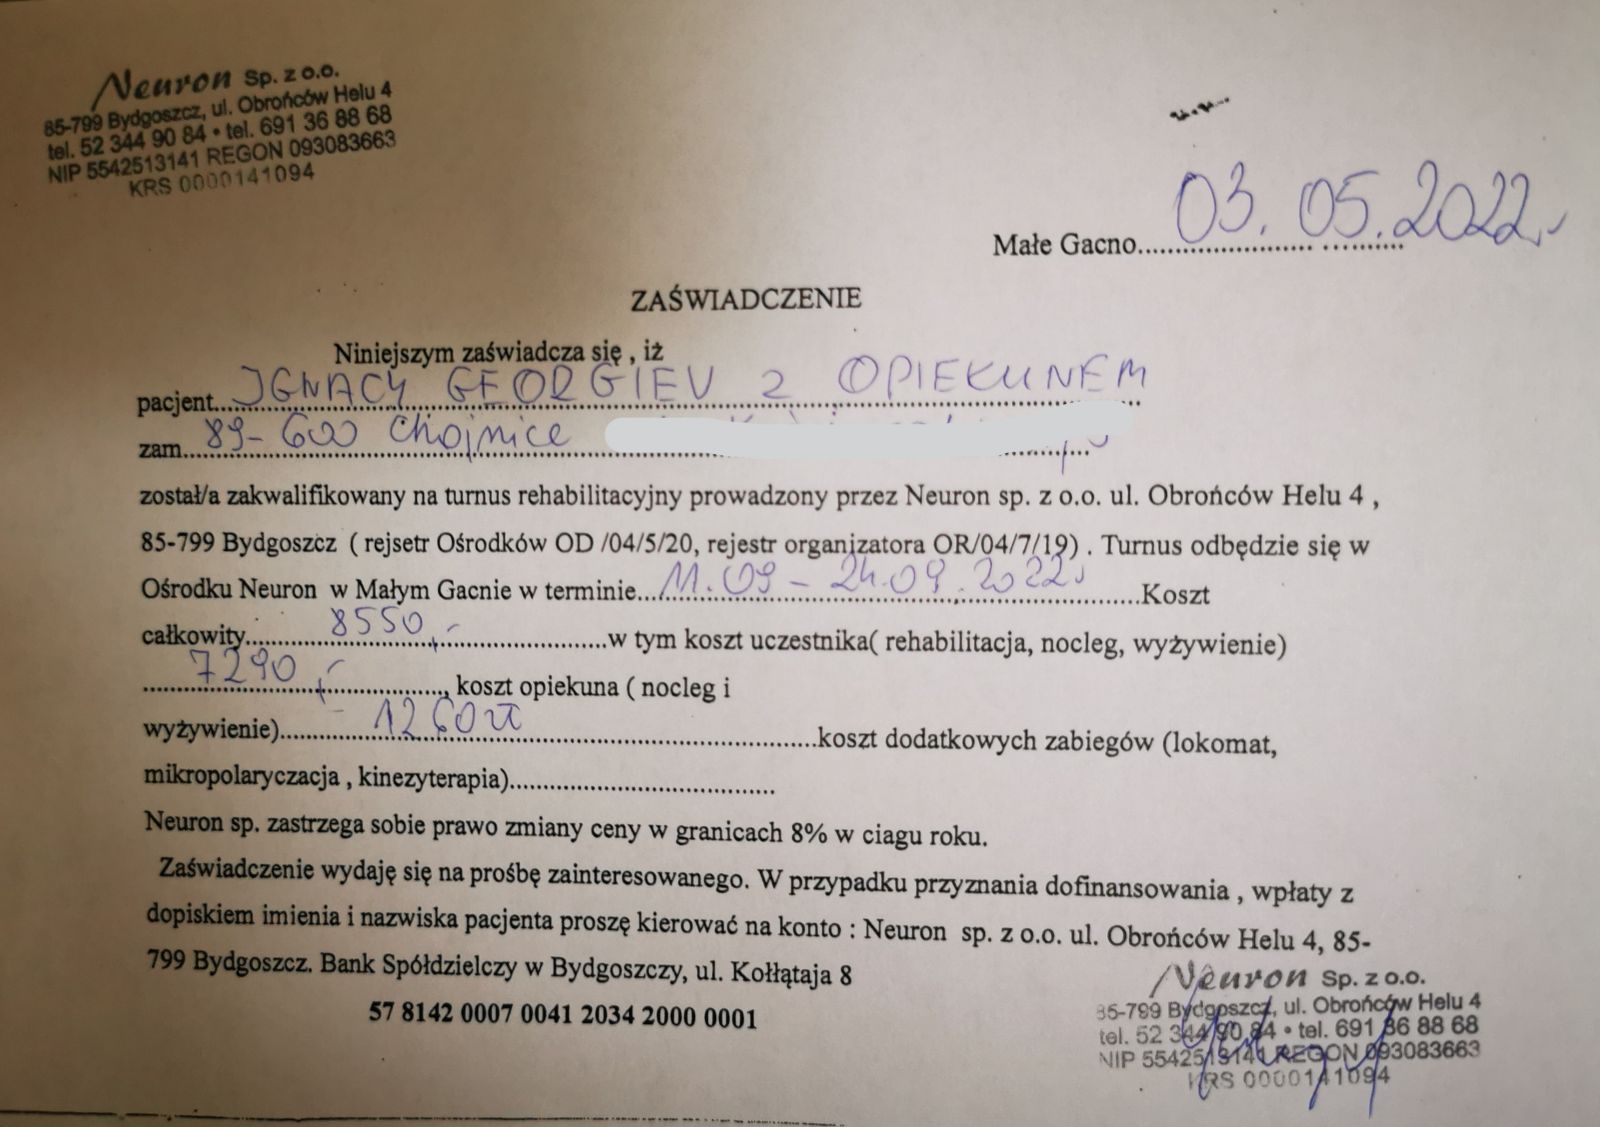 Neuron Sp. z o.o.
85-799 Bydgoszcz, ul. Obrońców Helu 4
tel. 52 344 90 84 • tel. 691 36 88 68
NIP 5542513141 REGON 093083663
KRS 0000141094
Małe Gacno 03.05.2022r
ZAŚWIADCZENIE
Niniejszym zaświadcza się , iż
pacjent IGNACY GEORGIEV z OPIEKUNEM
zam 89-600 Chojnice
został/a zakwalifikowany na turnus rehabilitacyjny prowadzony przez Neuron sp. z o.o. ul. Obrońców Helu 4 ,
85-799 Bydgoszcz ( rejsetr Ośrodków OD /04/5/20, rejestr organizatora OR/04/7/19) . Turnus odbędzie się w
Ośrodku Neuron w Małym Gacnie w terminie 11.09 - 24.09.2022r Koszt
całkowity 8550,- w tym koszt uczestnika( rehabilitacja, nocleg, wyżywienie)
7290,- , koszt opiekuna ( nocleg i
wyżywienie) 1260zł koszt dodatkowych zabiegów (lokomat,
mikropolaryczacja , kinezyterapia)
Neuron sp. zastrzega sobie prawo zmiany ceny w granicach 8% w ciagu roku.
Zaświadczenie wydaję się na prośbę zainteresowanego. W przypadku przyznania dofinansowania , wpłaty z
dopiskiem imienia i nazwiska pacjenta proszę kierować na konto : Neuron sp. z o.o. ul. Obrońców Helu 4, 85-
799 Bydgoszcz. Bank Spółdzielczy w Bydgoszczy, ul. Kołłątaja 8
57 8142 0007 0041 2034 2000 0001
Neuron Sp. z o.o.
85-799 Bydgoszcz, ul. Obrońców Helu 4
tel. 52 344 90 84 • tel. 691 36 88 68
NIP 5542513141 REGON 093083663
KRS 0000141094